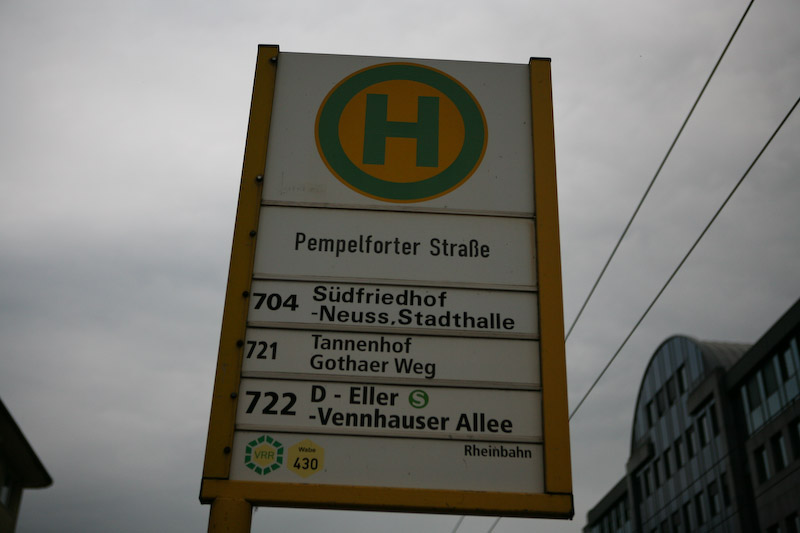 H
Pempelforter Straße
704 Südfriedhof
-Neuss,Stadthalle
721 Tannenhof
Gothaer Weg
722 D - Eller S
-Vennhauser Allee
Rheinbahn
VRR Wabe
430